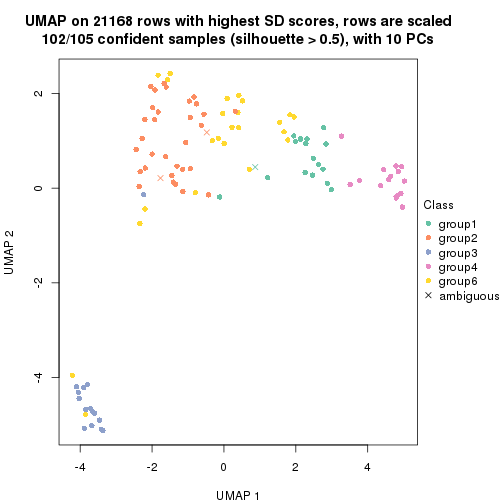 UMAP on 21168 rows with highest SD scores, rows are scaled
102/105 confident samples (silhouette > 0.5), with 10 PCs
2
0
-2
-4
UMAP 2
-4
-2
0
2
4
UMAP 1
Class
group1
group2
group3
group4
group6
ambiguous